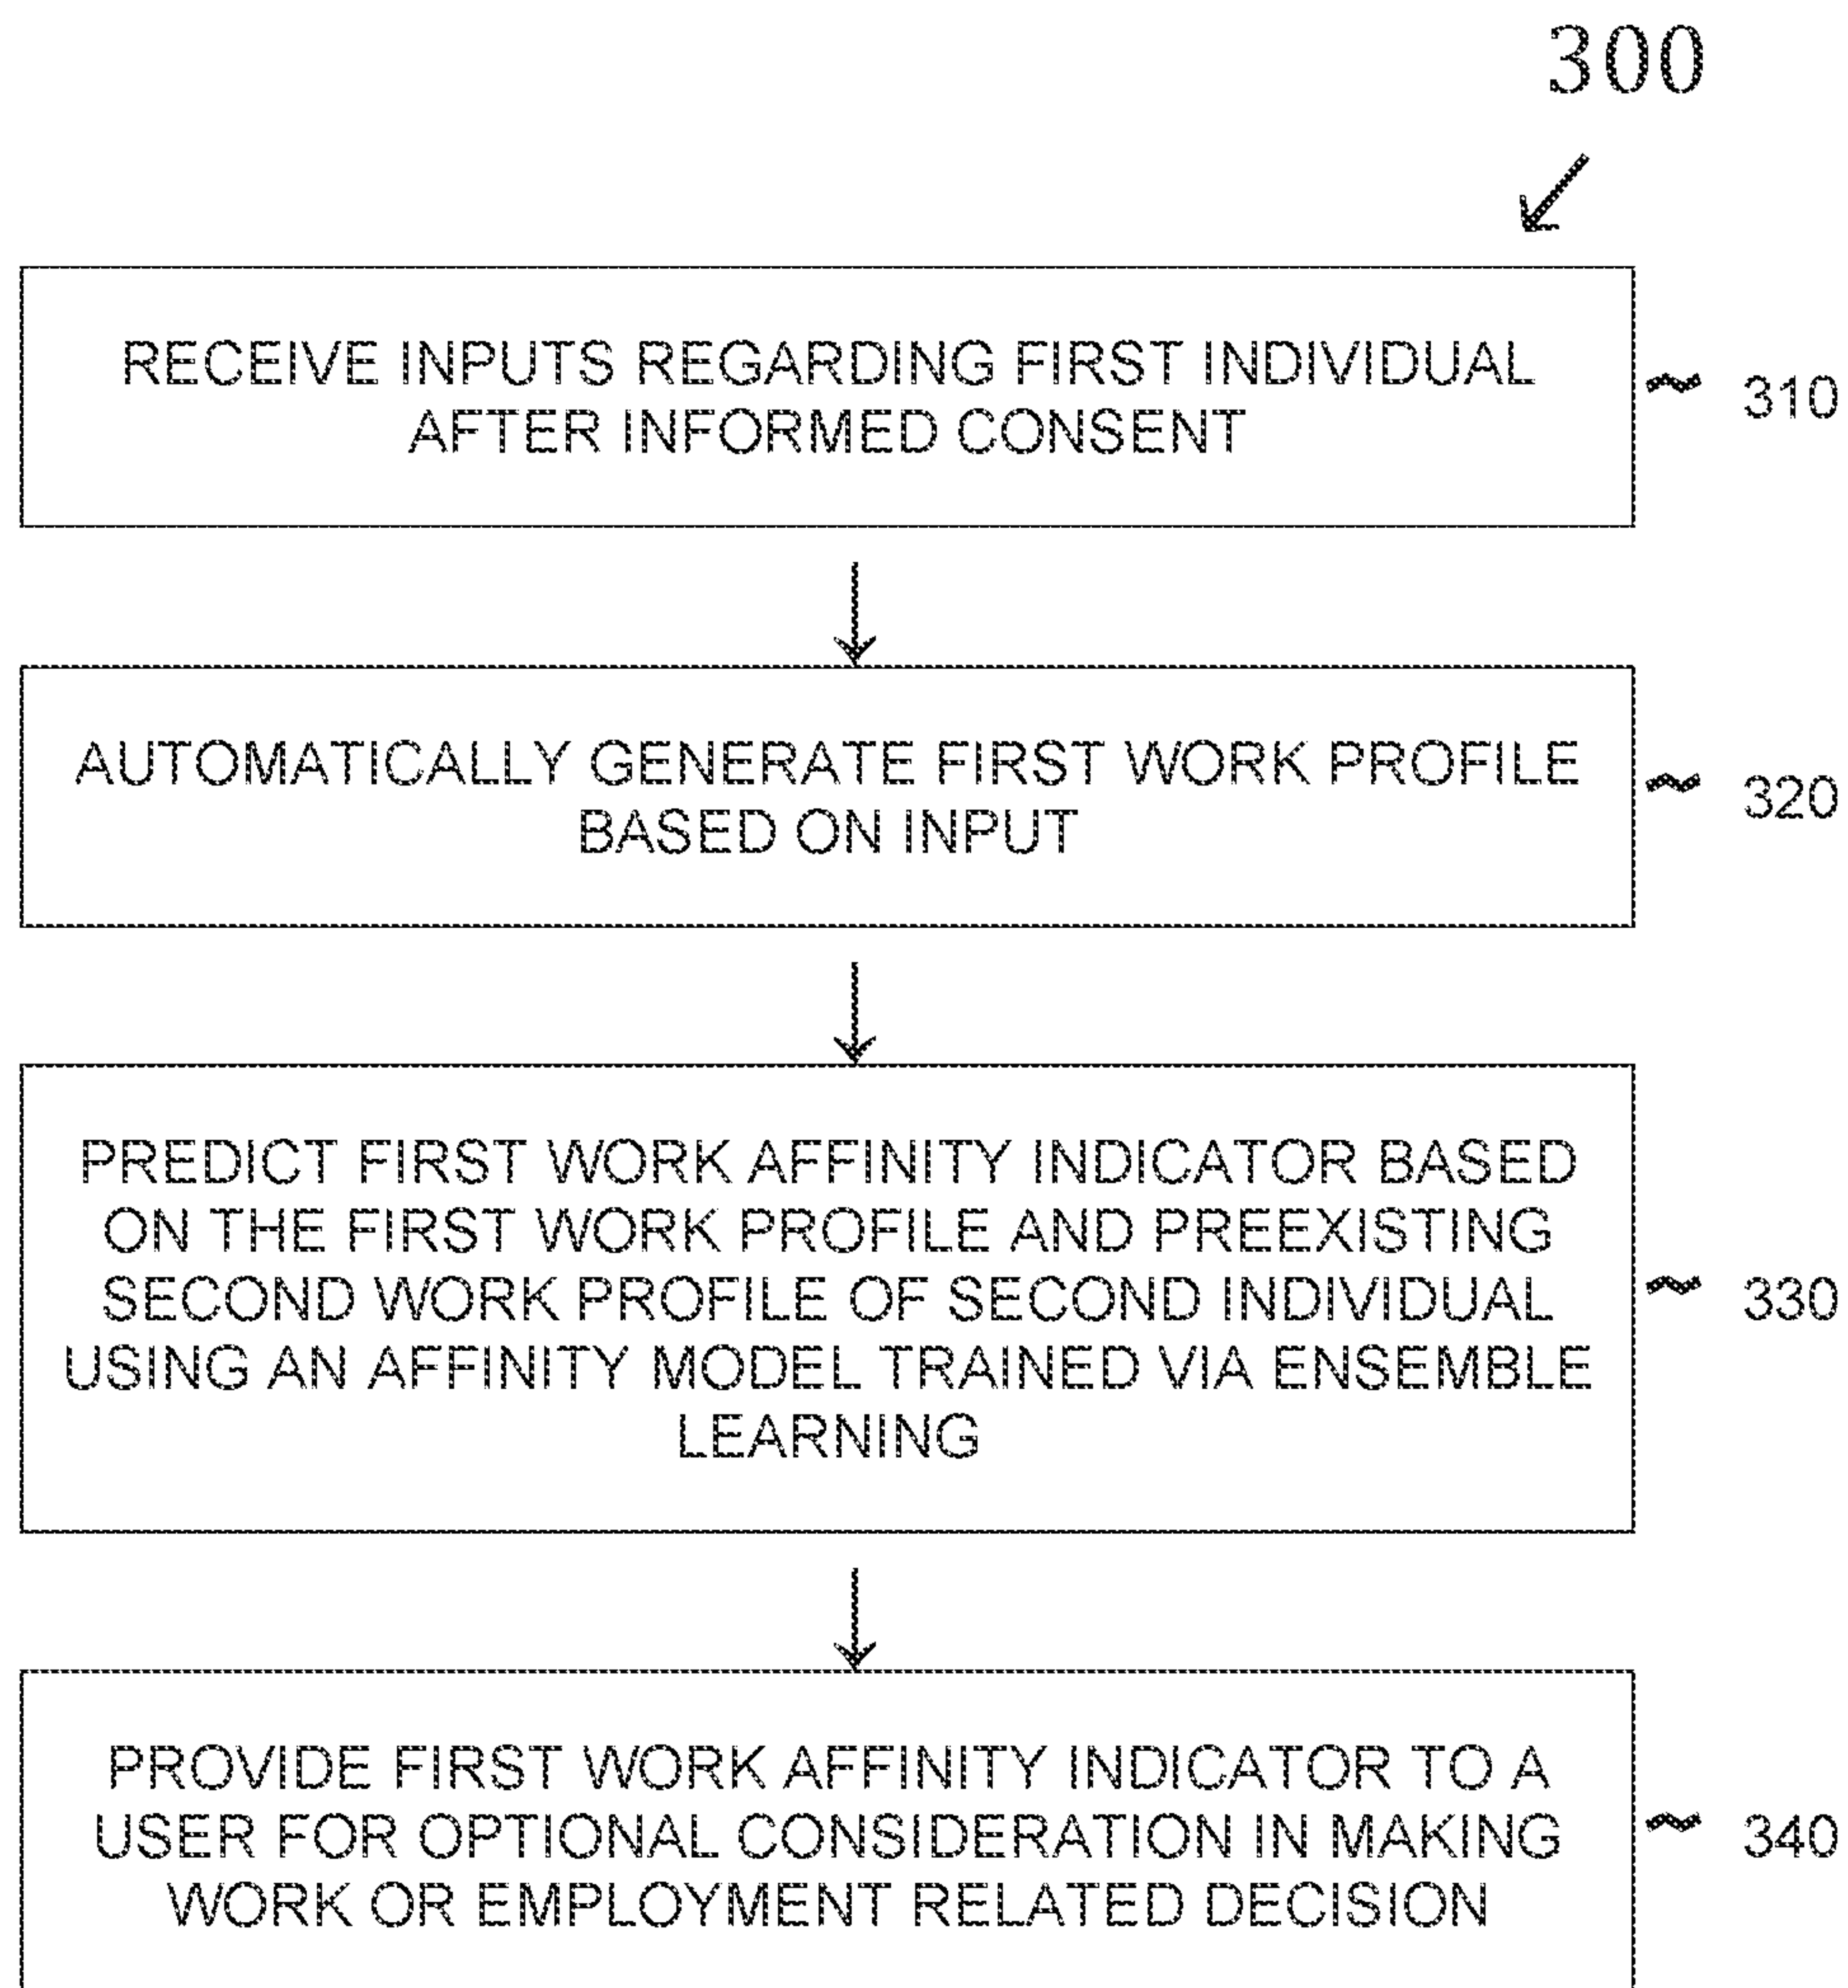 300
RECEIVE INPUTS REGARDING FIRST INDIVIDUAL
AFTER INFORMED CONSENT
310
AUTOMATICALLY GENERATE FIRST WORK PROFILE
BASED ON INPUT
320
PREDICT FIRST WORK AFFINITY INDICATOR BASED
ON THE FIRST WORK PROFILE AND PREEXISTING
SECOND WORK PROFILE OF SECOND INDIVIDUAL
USING AN AFFINITY MODEL TRAINED VIA ENSEMBLE
LEARNING
330
PROVIDE FIRST WORK AFFINITY INDICATOR TO A
USER FOR OPTIONAL CONSIDERATION IN MAKING
WORK OR EMPLOYMENT RELATED DECISION
340